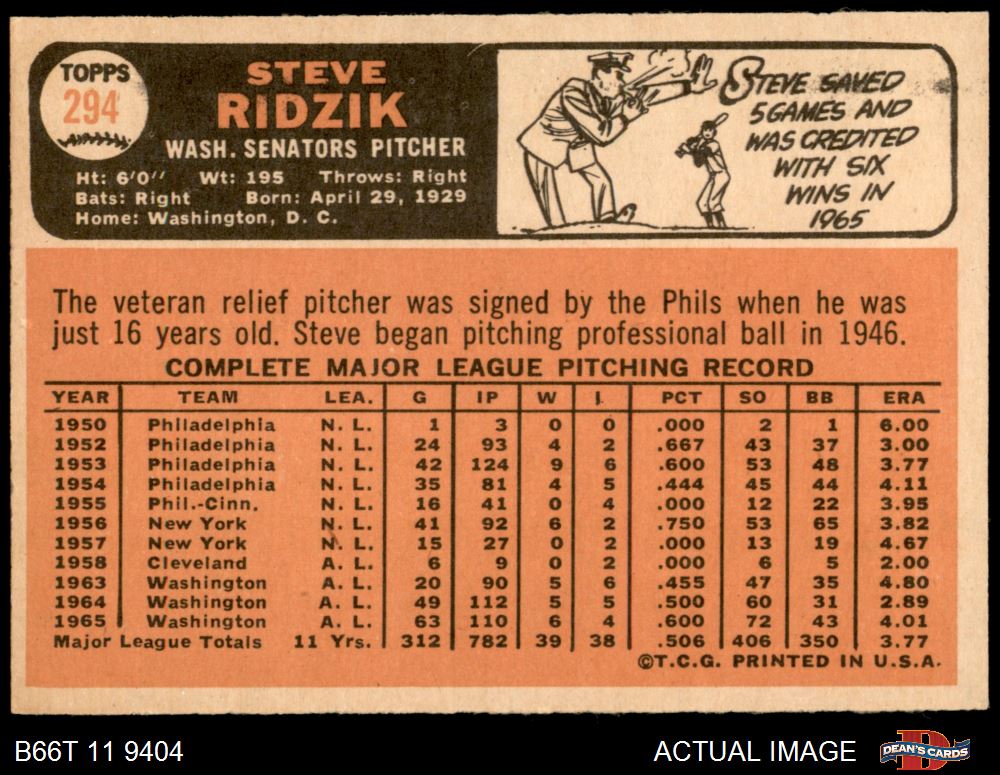 TOPPS
294
STEVE
RIDZIK
WASH. SENATORS PITCHER
Ht: 6'0'' Wt: 195 Throws: Right
Bats: Right Born: April 29, 1929
Home: Washington, D. C.
STEVE SAVED
5 GAMES AND
WAS CREDITED
WITH SIX
WINS IN
1965
The veteran relief pitcher was signed by the Phils when he was
just 16 years old. Steve began pitching professional ball in 1946.
COMPLETE MAJOR LEAGUE PITCHING RECORD
YEAR TEAM LEA. G IP W L PCT SO BB ERA
1950 Philadelphia N. L. 1 3 0 0 .000 2 1 6.00
1952 Philadelphia N. L. 24 93 4 2 .667 43 37 3.00
1953 Philadelphia N. L. 42 124 9 6 .600 53 48 3.77
1954 Philadelphia N. L. 35 81 4 5 .444 45 44 4.11
1955 Phil.-Cinn. N. L. 16 41 0 4 .000 12 22 3.95
1956 New York N. L. 41 92 6 2 .750 53 65 3.82
1957 New York N. L. 15 27 0 2 .000 13 19 4.67
1958 Cleveland A. L. 6 9 0 2 .000 6 5 2.00
1963 Washington A. L. 20 90 5 6 .455 47 35 4.80
1964 Washington A. L. 49 112 5 5 .500 60 31 2.89
1965 Washington A. L. 63 110 6 4 .600 72 43 4.01
Major League Totals 11 Yrs. 312 782 39 38 .506 406 350 3.77
©T.C.G. PRINTED IN U.S.A.
B66T 11 9404
ACTUAL IMAGE
DEAN'S CARDS